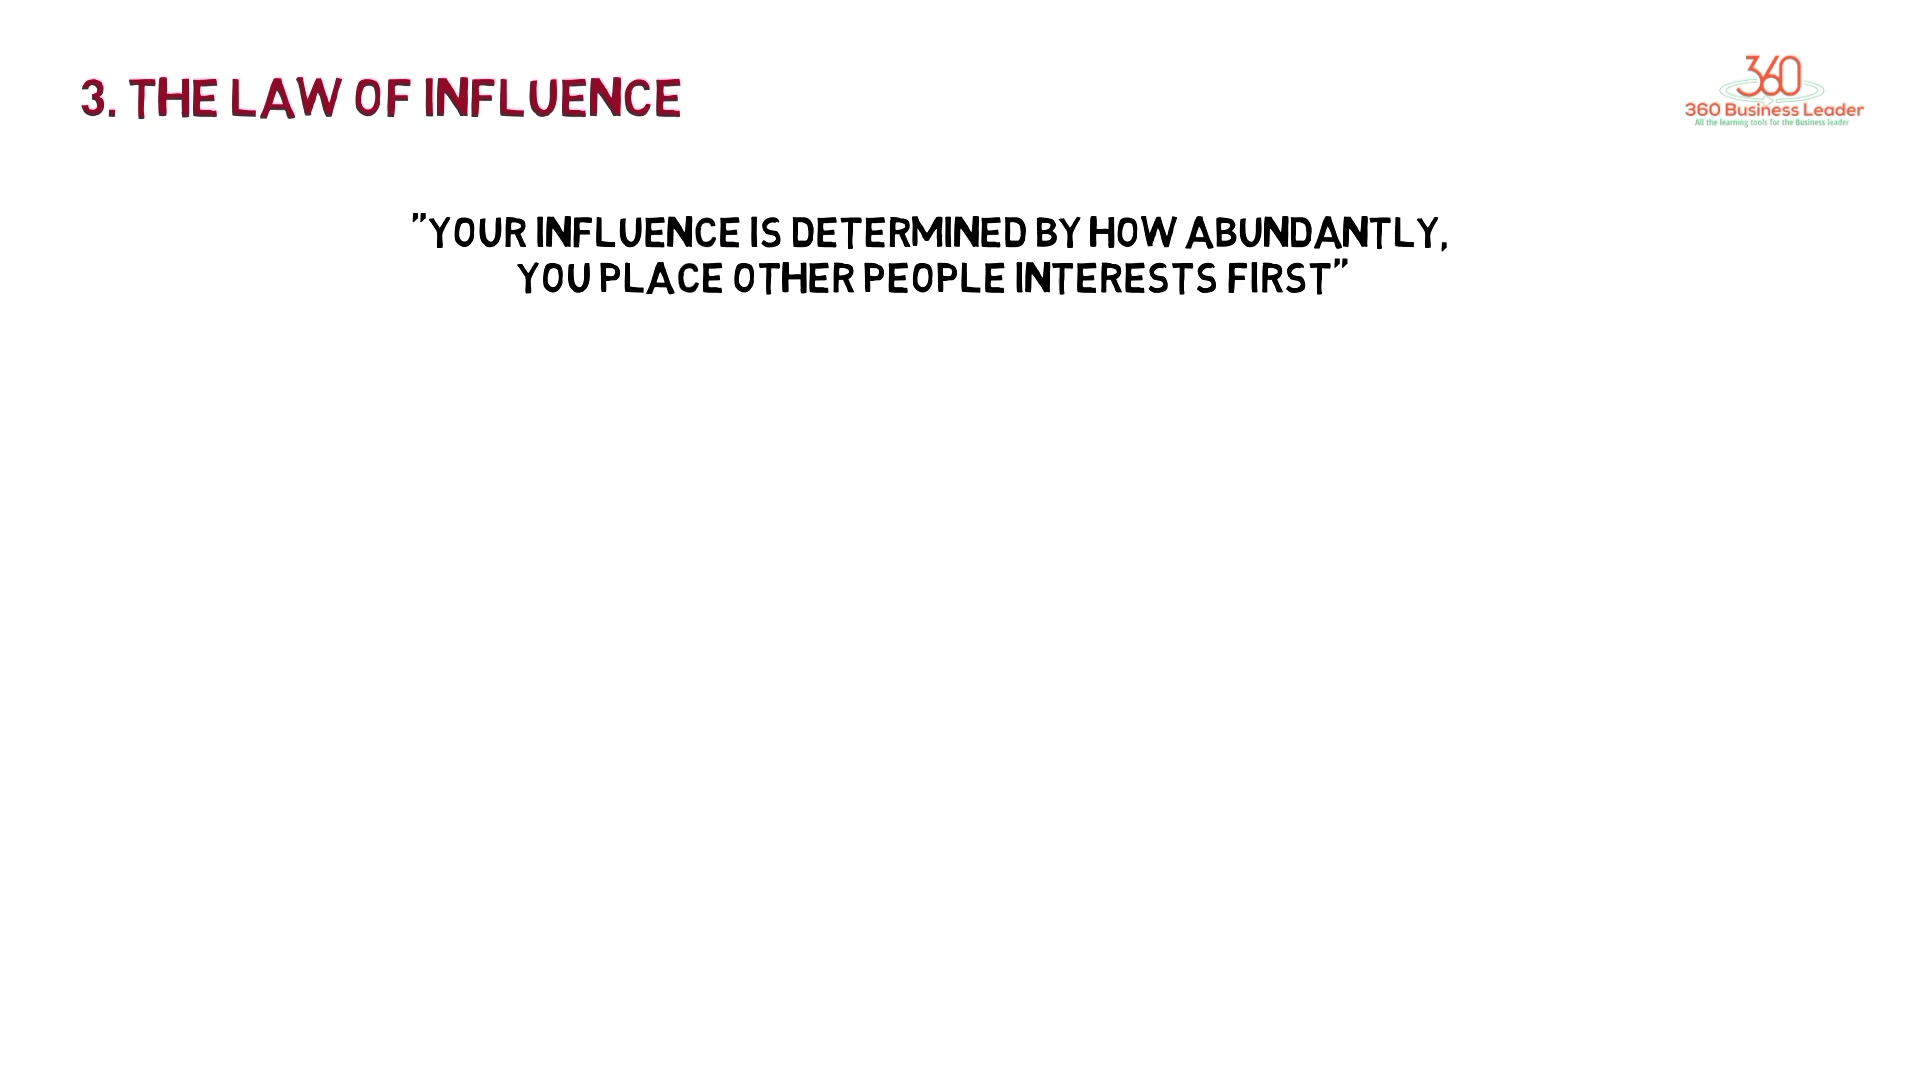 3. THE LAW OF INFLUENCE
360
360 Business Leader
All the learning tools for the Business leader
"YOUR INFLUENCE IS DETERMINED BY HOW ABUNDANTLY,
YOU PLACE OTHER PEOPLE INTERESTS FIRST"